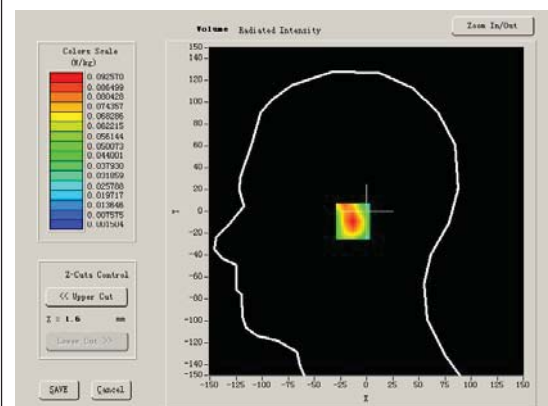 Volume Radiated Intensity
Zoom In/Out
Colors Scale
(W/kg)
0.092570
0.086499
0.080428
0.074357
0.068286
0.062215
0.056144
0.050073
0.044001
0.037930
0.031859
0.025788
0.019717
0.013646
0.007575
0.001504
Z-Cuts Control
<< Upper Cut
Z = 1.6 mm
Lower Cut >>
SAVE
Cancel
150
140
120
100
80
60
40
20
0
-20
-40
-60
-80
-100
-120
-140
-150
Y
-150 -125 -100 -75 -50 -25 0 25 50 75 100 125 150
X